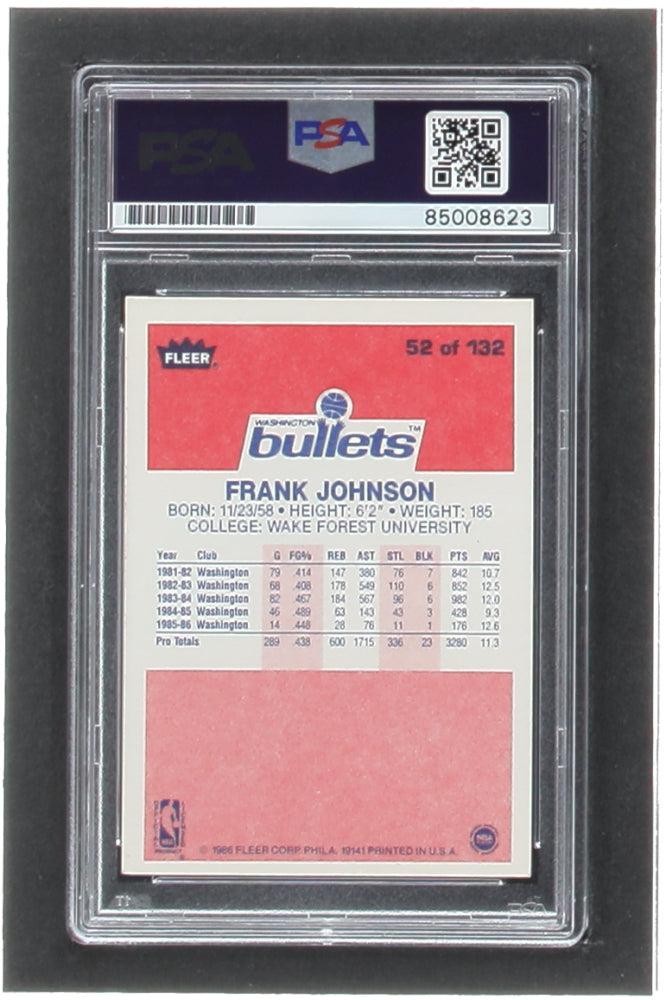 PSA
PSA
85008623
FLEER
52 of 132
WASHINGTON
bullets™
FRANK JOHNSON
BORN: 11/23/58 • HEIGHT: 6'2" • WEIGHT: 185
COLLEGE: WAKE FOREST UNIVERSITY
Year Club G FG% REB AST STL BLK PTS AVG
1981-82 Washington 79 .414 147 380 76 7 842 10.7
1982-83 Washington 68 .408 178 549 110 6 852 12.5
1983-84 Washington 82 .467 184 567 96 6 982 12.0
1984-85 Washington 46 .489 63 143 43 3 428 9.3
1985-86 Washington 14 .448 28 76 11 1 176 12.6
Pro Totals 289 .438 600 1715 336 23 3280 11.3
NBA
© 1986 FLEER CORP. PHILA. 19141 PRINTED IN U.S.A.
PSA